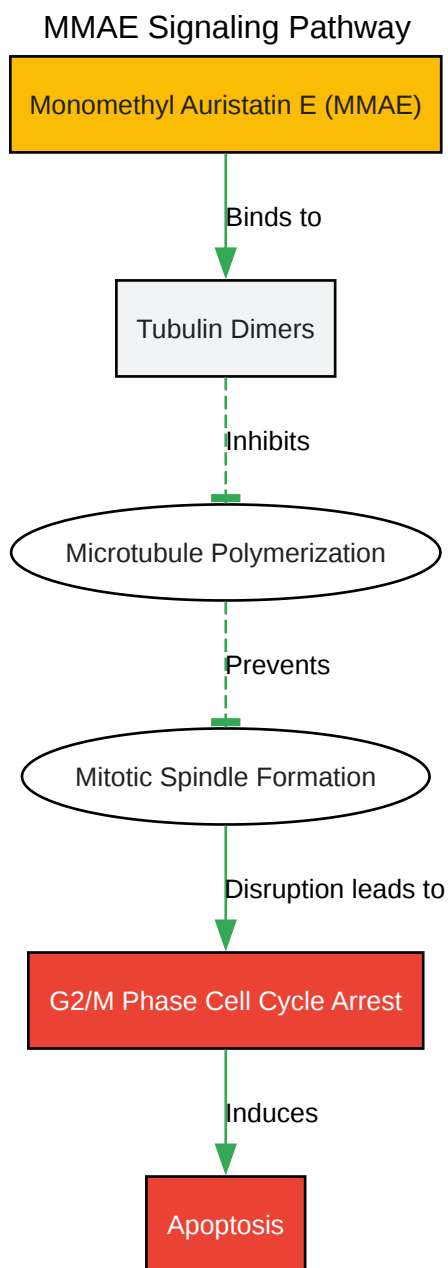 MMAE Signaling Pathway
Monomethyl Auristatin E (MMAE)
Binds to
Tubulin Dimers
Inhibits
Microtubule Polymerization
Prevents
Mitotic Spindle Formation
Disruption leads to
G2/M Phase Cell Cycle Arrest
Induces
Apoptosis